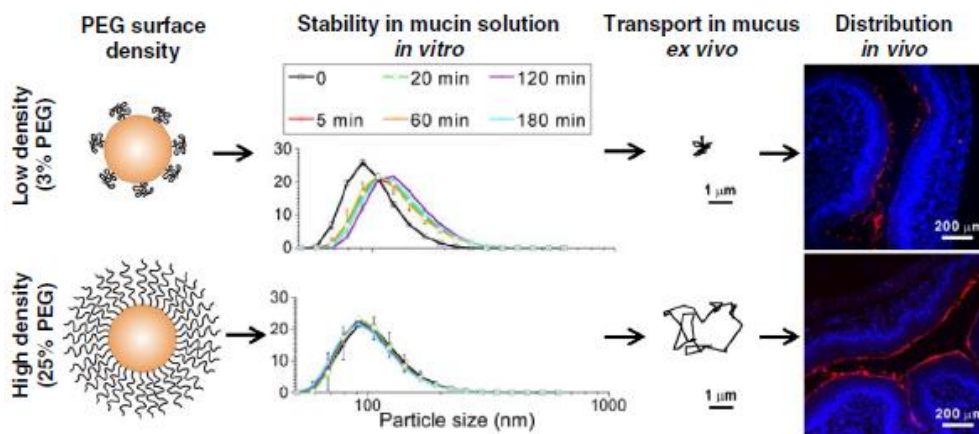 PEG surface
density
Stability in mucin solution
in vitro
Transport in mucus
ex vivo
Distribution
in vivo
Low density
(3% PEG)
0
20 min
120 min
5 min
60 min
180 min
30
20
10
0
1 μm
200 μm
High density
(25% PEG)
30
20
10
0
100
1000
Particle size (nm)
1 μm
200 μm